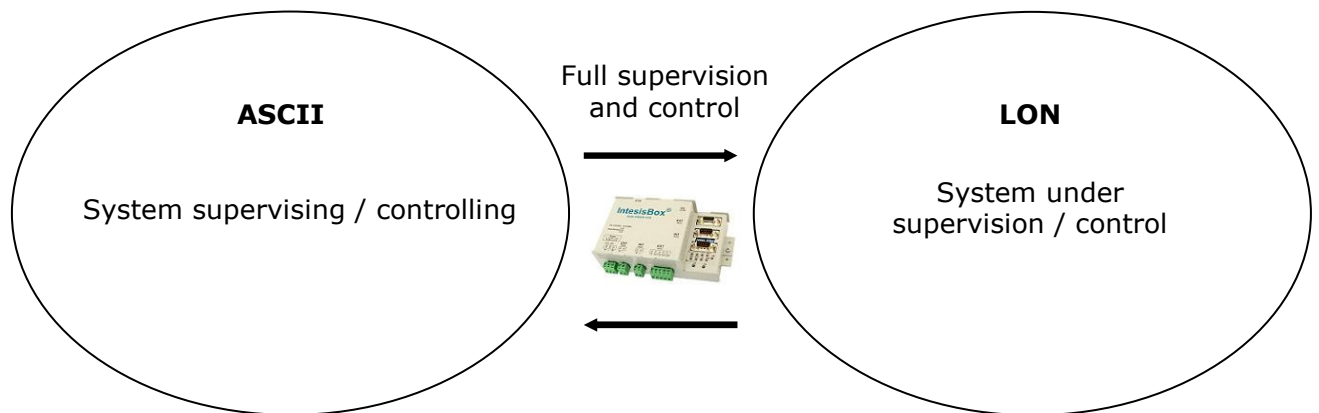 ASCII
System supervising / controlling
Full supervision
and control
IntesisBox®
LON
System under
supervision / control